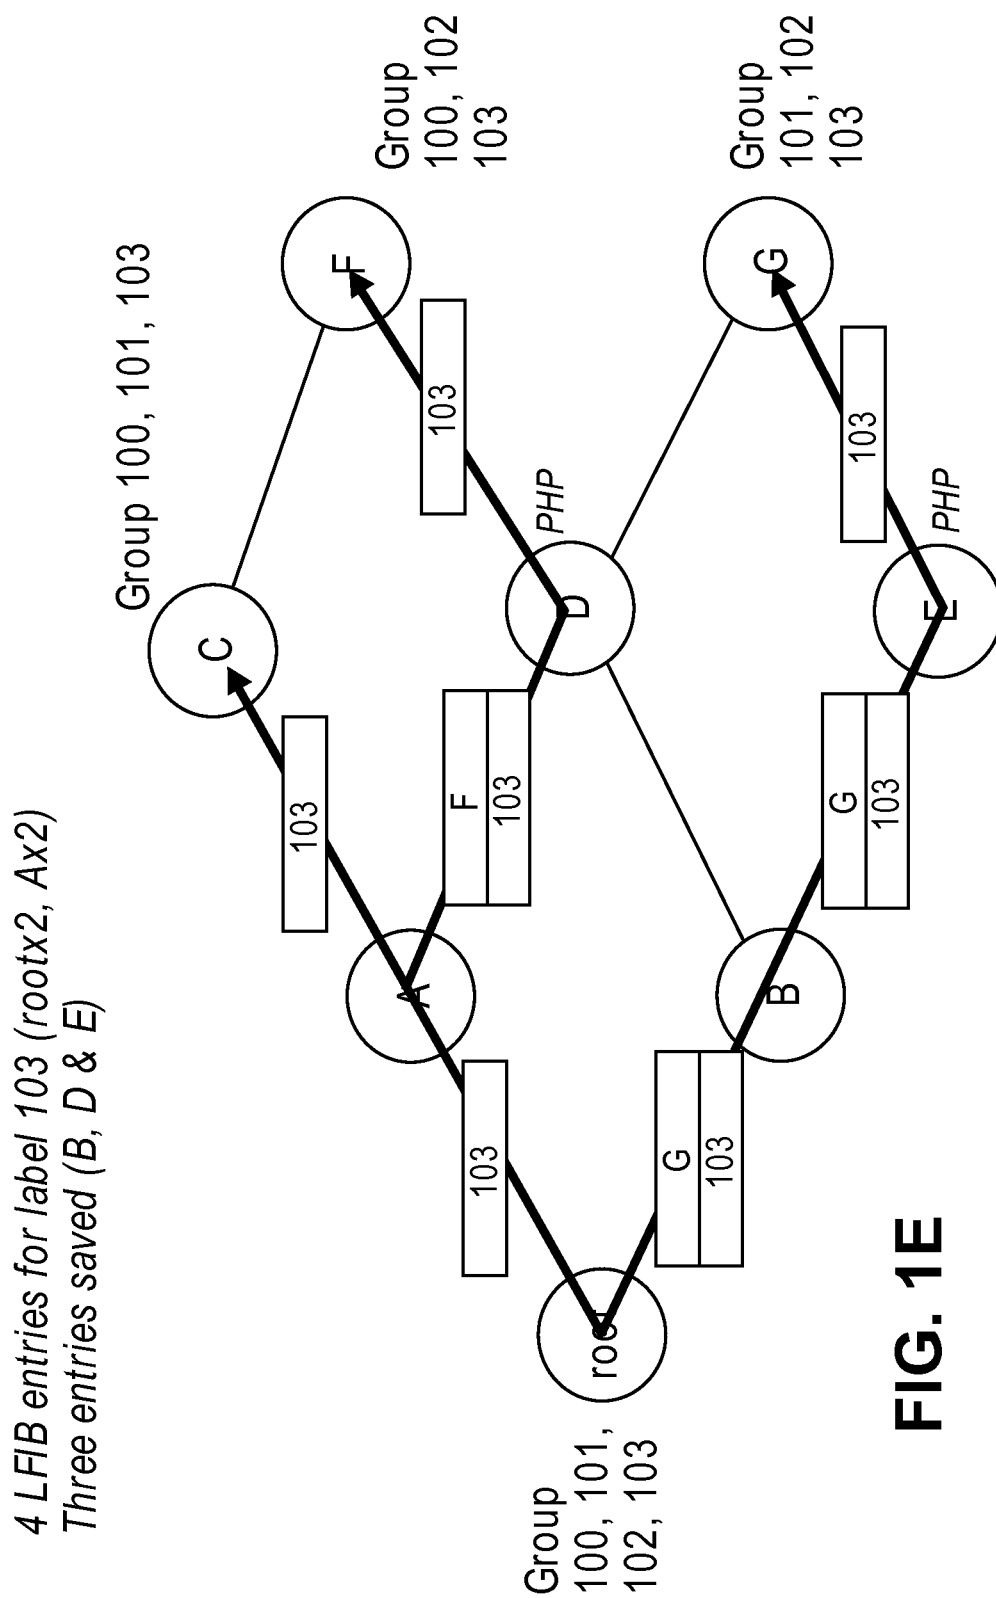 4 LFIB entries for label 103 (rootx2, Ax2)
Three entries saved (B, D & E)
Group 100, 101, 103
C
Group
100, 102
103
F
103
103
A
F
103
D
PHP
103
Group
100, 101,
102, 103
root
G
103
B
G
103
E
PHP
103
G
Group
101, 102
103
FIG. 1E